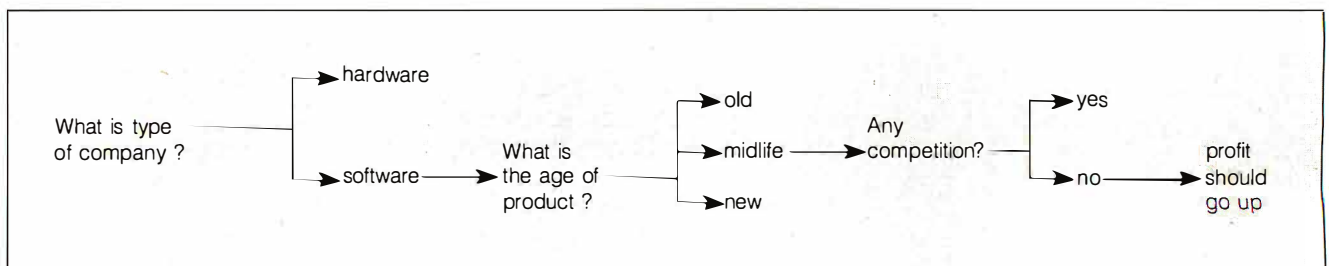 What is type
of company ?
hardware
software
What is
the age of
product ?
old
midlife
new
Any
competition?
yes
no
profit
should
go up